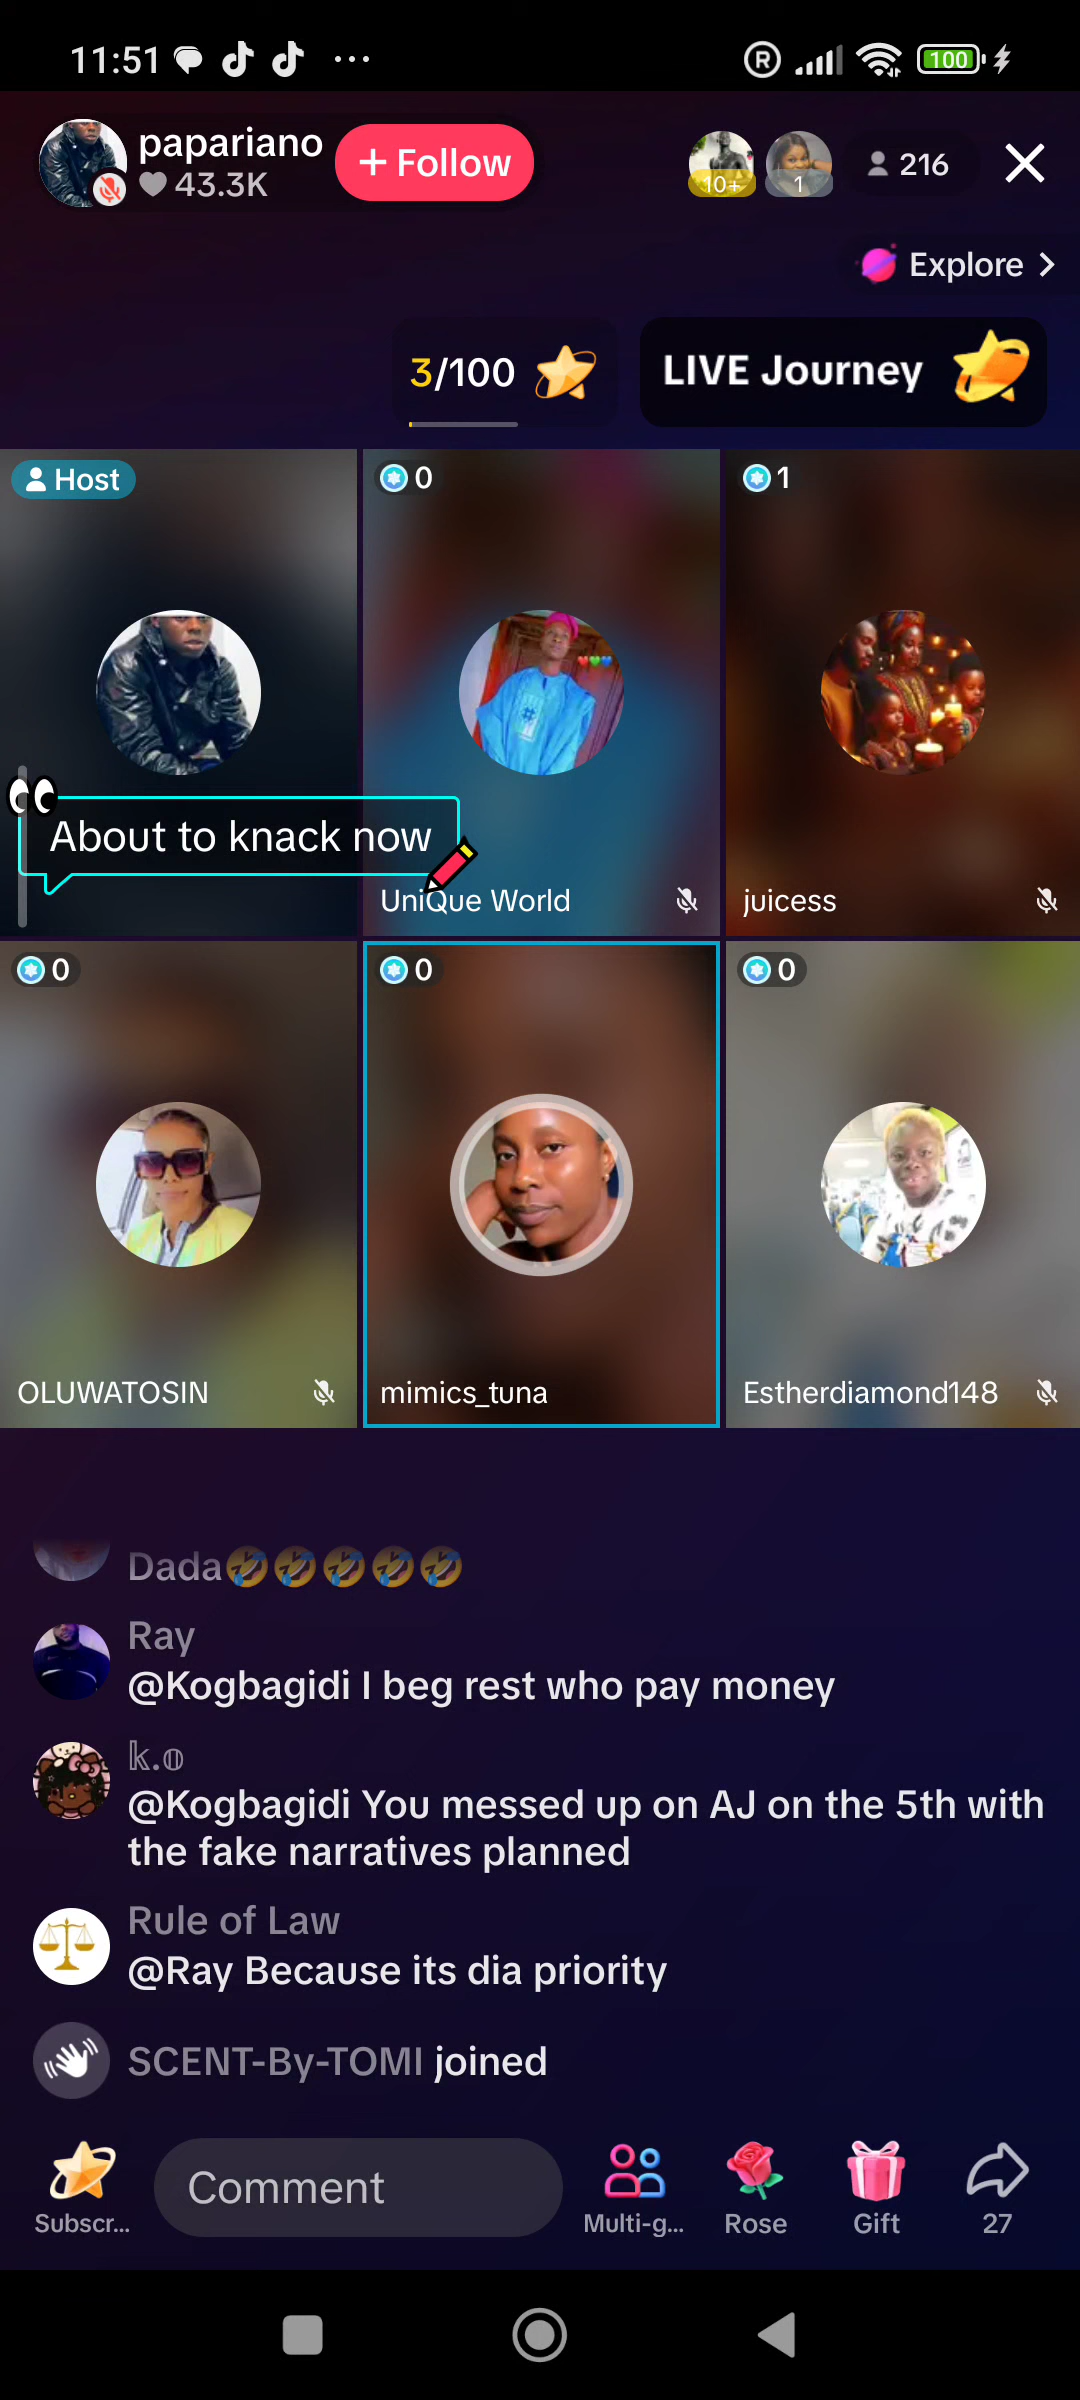 11:51
R
100
papariano
43.3K
+ Follow
10+
1
216
Explore
3/100
LIVE Journey
Host
0
1
About to knack now
UniQue World
juicess
0
0
0
OLUWATOSIN
mimics_tuna
Estherdiamond148
Dada🤣🤣🤣🤣🤣
Ray
@Kogbagidi I beg rest who pay money
𝕜.𝕠
@Kogbagidi You messed up on AJ on the 5th with
the fake narratives planned
Rule of Law
@Ray Because its dia priority
SCENT-By-TOMI joined
Comment
Subscr...
Multi-g...
Rose
Gift
27